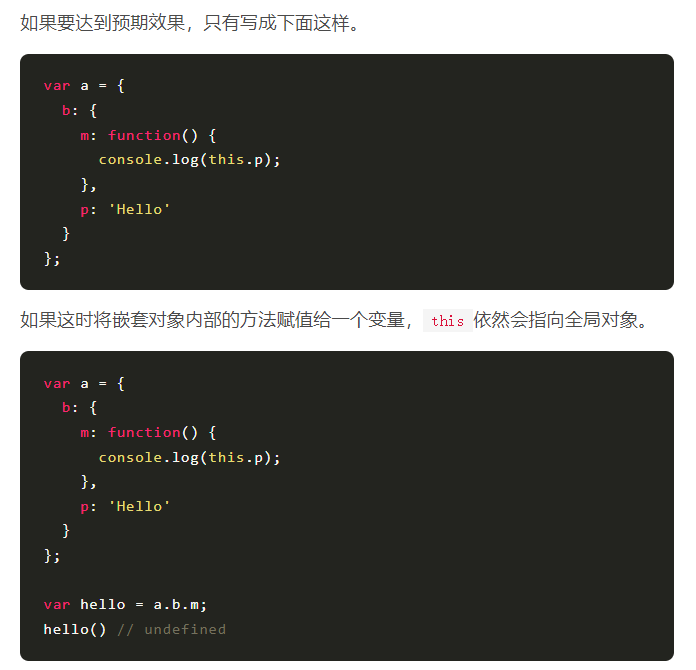 如果要达到预期效果，只有写成下面这样。
var a = {
  b: {
    m: function() {
      console.log(this.p);
    },
    p: 'Hello'
  }
};
如果这时将嵌套对象内部的方法赋值给一个变量， this 依然会指向全局对象。
var a = {
  b: {
    m: function() {
      console.log(this.p);
    },
    p: 'Hello'
  }
};

var hello = a.b.m;
hello() // undefined